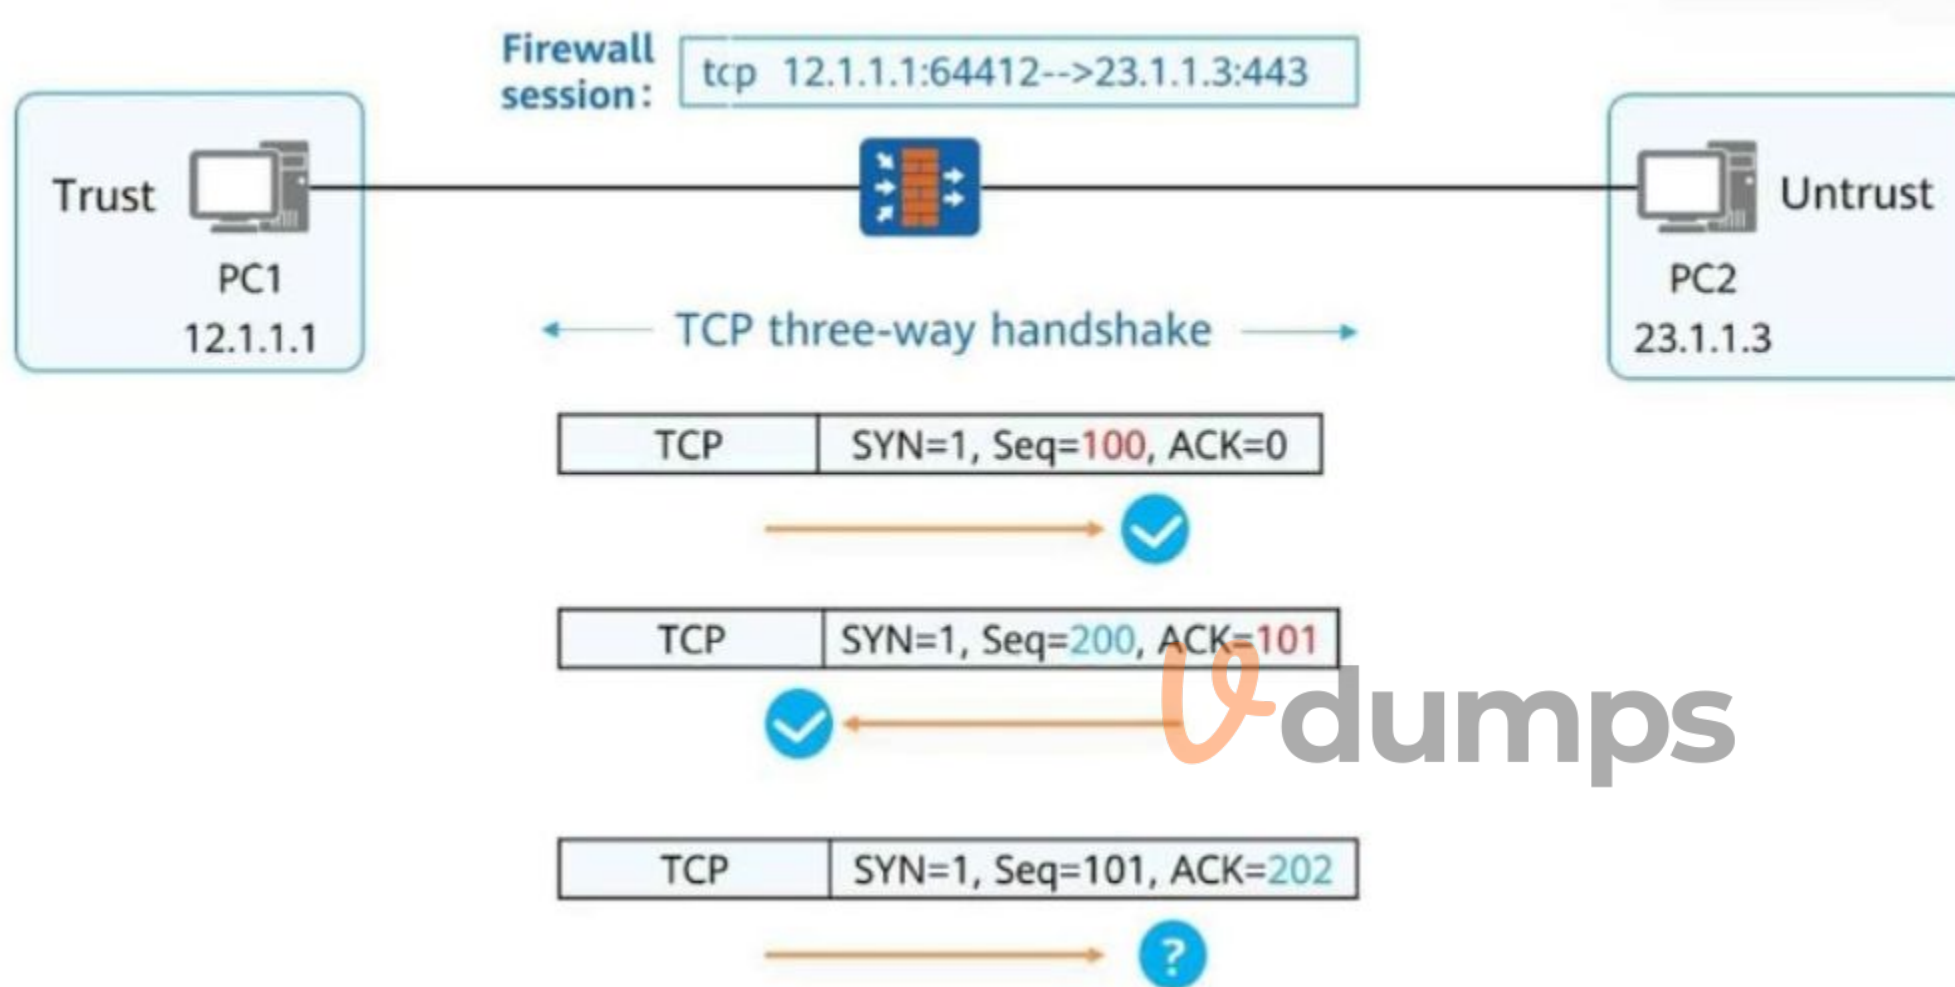 Firewall
session:
tcp 12.1.1.1:64412-->23.1.1.3:443
Trust
PC1
12.1.1.1
Untrust
PC2
23.1.1.3
TCP three-way handshake
TCP SYN=1, Seq=100, ACK=0
TCP SYN=1, Seq=200, ACK=101
Vdumps
TCP SYN=1, Seq=101, ACK=202
?